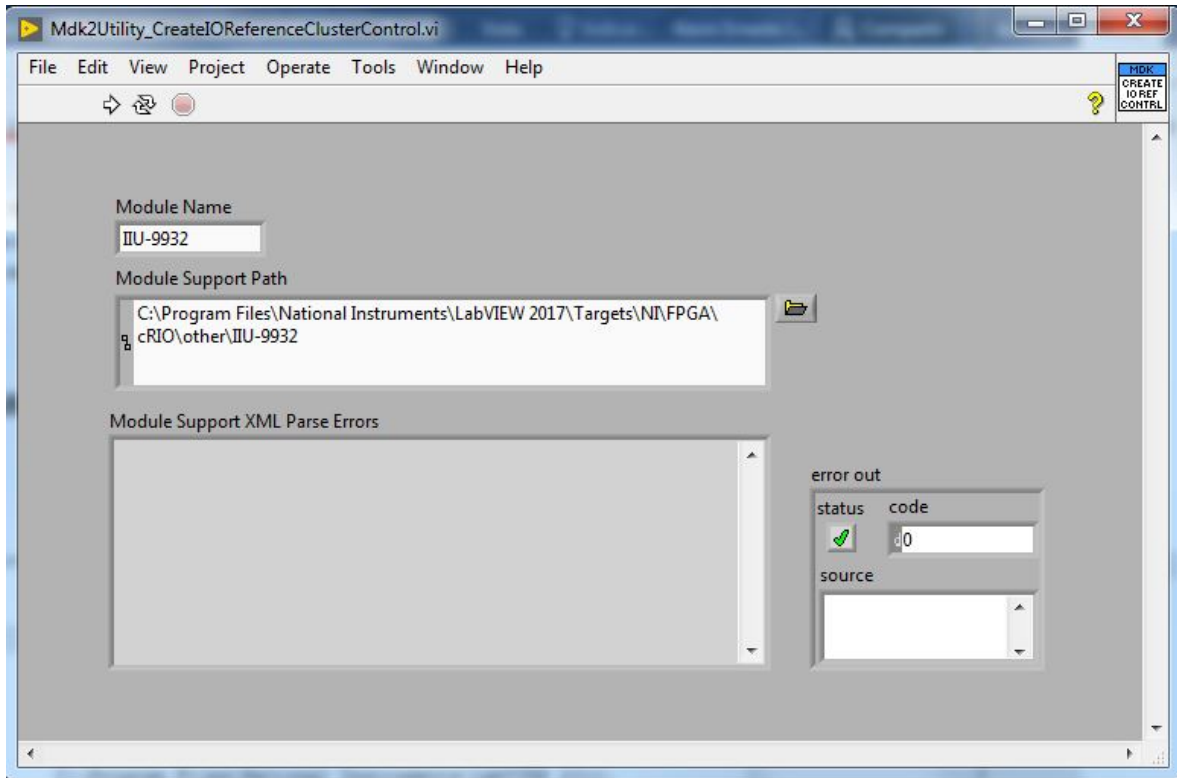 Mdk2Utility_CreateIOReferenceClusterControl.vi
File Edit View Project Operate Tools Window Help
MDK
CREATE
IO REF
CONTRL
Module Name
IIU-9932
Module Support Path
C:\Program Files\National Instruments\LabVIEW 2017\Targets\NI\FPGA\
cRIO\other\IIU-9932
Module Support XML Parse Errors
error out
status code
d0
source